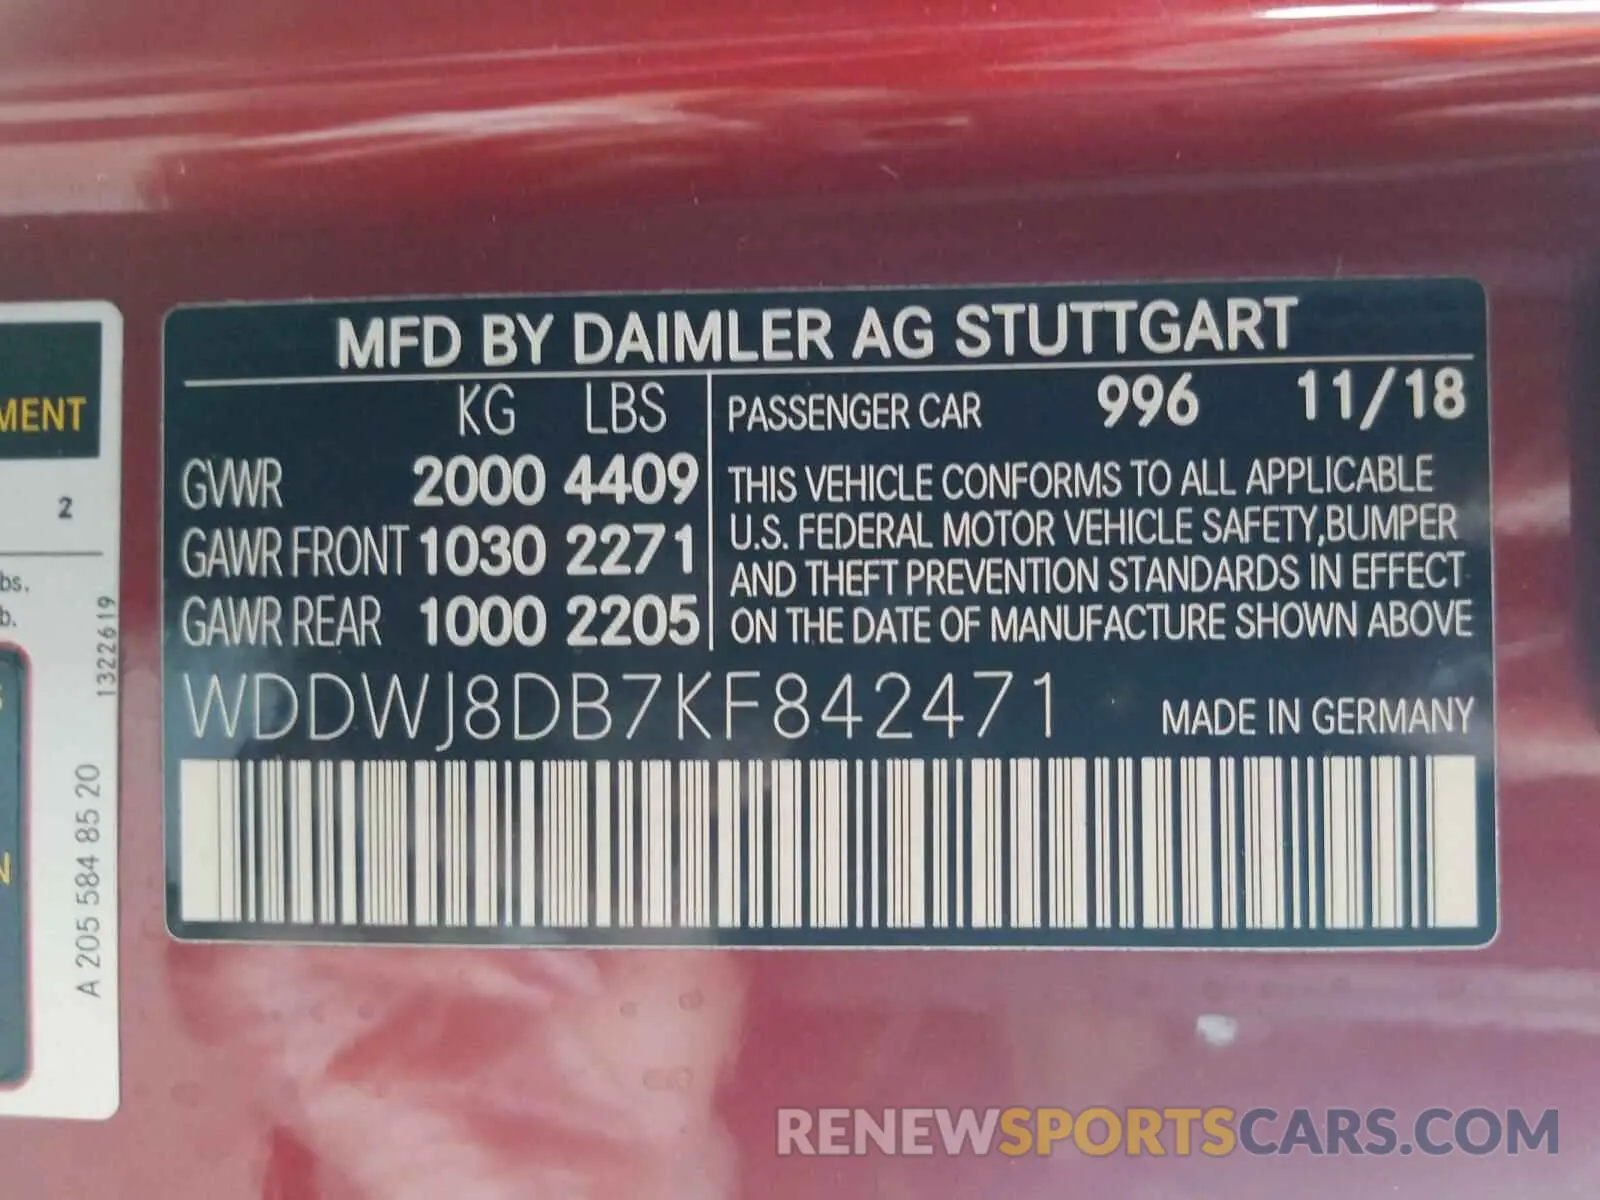 MFD BY DAIMLER AG STUTTGART
KG LBS
GVWR 2000 4409
GAWR FRONT 1030 2271
GAWR REAR 1000 2205
PASSENGER CAR 996 11/18
THIS VEHICLE CONFORMS TO ALL APPLICABLE
U.S. FEDERAL MOTOR VEHICLE SAFETY,BUMPER
AND THEFT PREVENTION STANDARDS IN EFFECT
ON THE DATE OF MANUFACTURE SHOWN ABOVE
WDDWJ8DB7KF842471
MADE IN GERMANY
MENT
2
bs.
b.
1322619
A 205 584 85 20
N
RENEWSPORTSCARS.COM